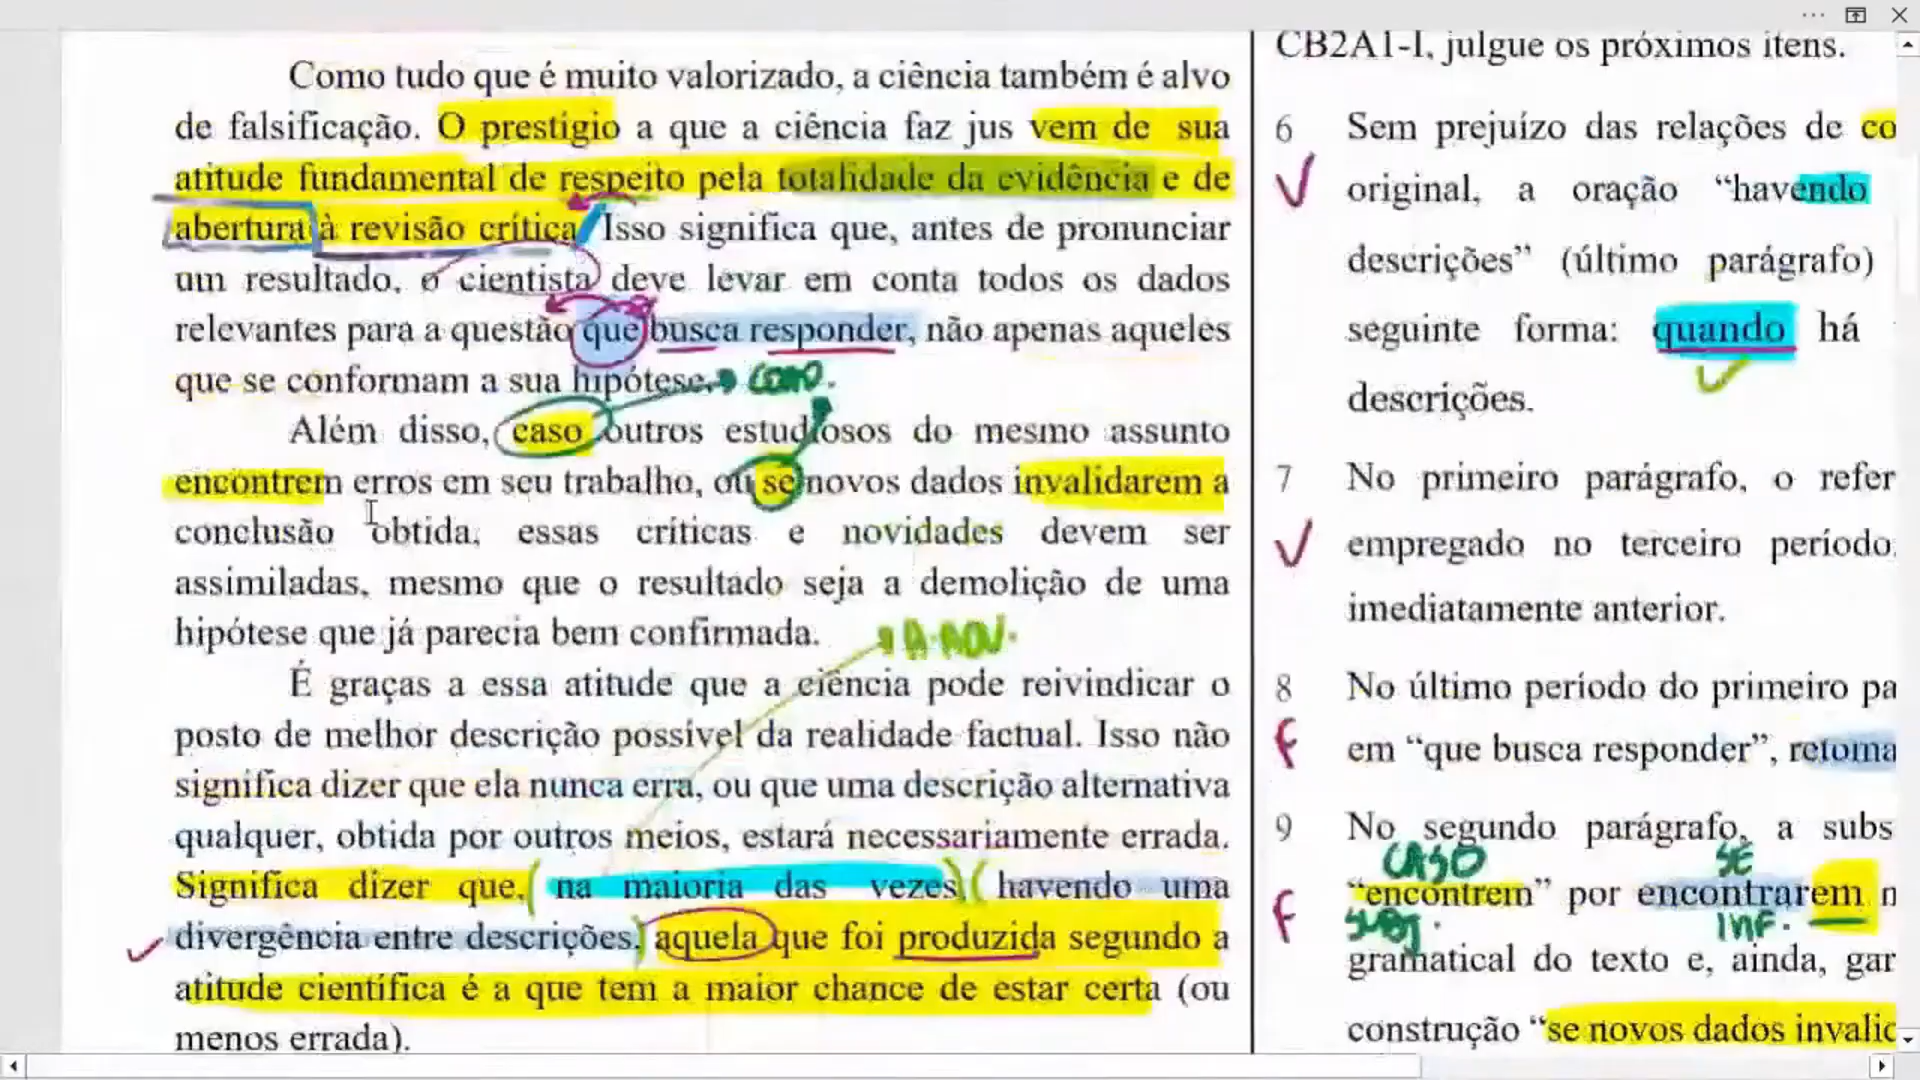 Como tudo que é muito valorizado, a ciência também é alvo
de falsificação. O prestígio a que a ciência faz jus vem de sua
atitude fundamental de respeito pela totalidade da evidência e de
abertura à revisão crítica. Isso significa que, antes de pronunciar
um resultado, o cientista deve levar em conta todos os dados
relevantes para a questão que busca responder, não apenas aqueles
que se conformam a sua hipótese.
COND.
Além disso, caso outros estudiosos do mesmo assunto
encontrem erros em seu trabalho, ou se novos dados invalidarem a
conclusão obtida, essas críticas e novidades devem ser
assimiladas, mesmo que o resultado seja a demolição de uma
hipótese que já parecia bem confirmada.
É graças a essa atitude que a ciência pode reivindicar o
posto de melhor descrição possível da realidade factual. Isso não
significa dizer que ela nunca erra, ou que uma descrição alternativa
qualquer, obtida por outros meios, estará necessariamente errada.
Significa dizer que, na maioria das vezes, havendo uma
divergência entre descrições, aquela que foi produzida segundo a
atitude científica é a que tem a maior chance de estar certa (ou
menos errada).
CB2A1-I, julgue os próximos itens.
6 Sem prejuízo das relações de co
V original, a oração “havendo
descrições” (último parágrafo)
seguinte forma: quando há
descrições.
7 No primeiro parágrafo, o refer
V empregado no terceiro período,
imediatamente anterior.
8 No último período do primeiro pa
F em “que busca responder”, retoma
9 No segundo parágrafo, a subs
CASO SE
F “encontrem” por encontrarem n
SUBJ. INF.
gramatical do texto e, ainda, gar
construção “se novos dados invalid